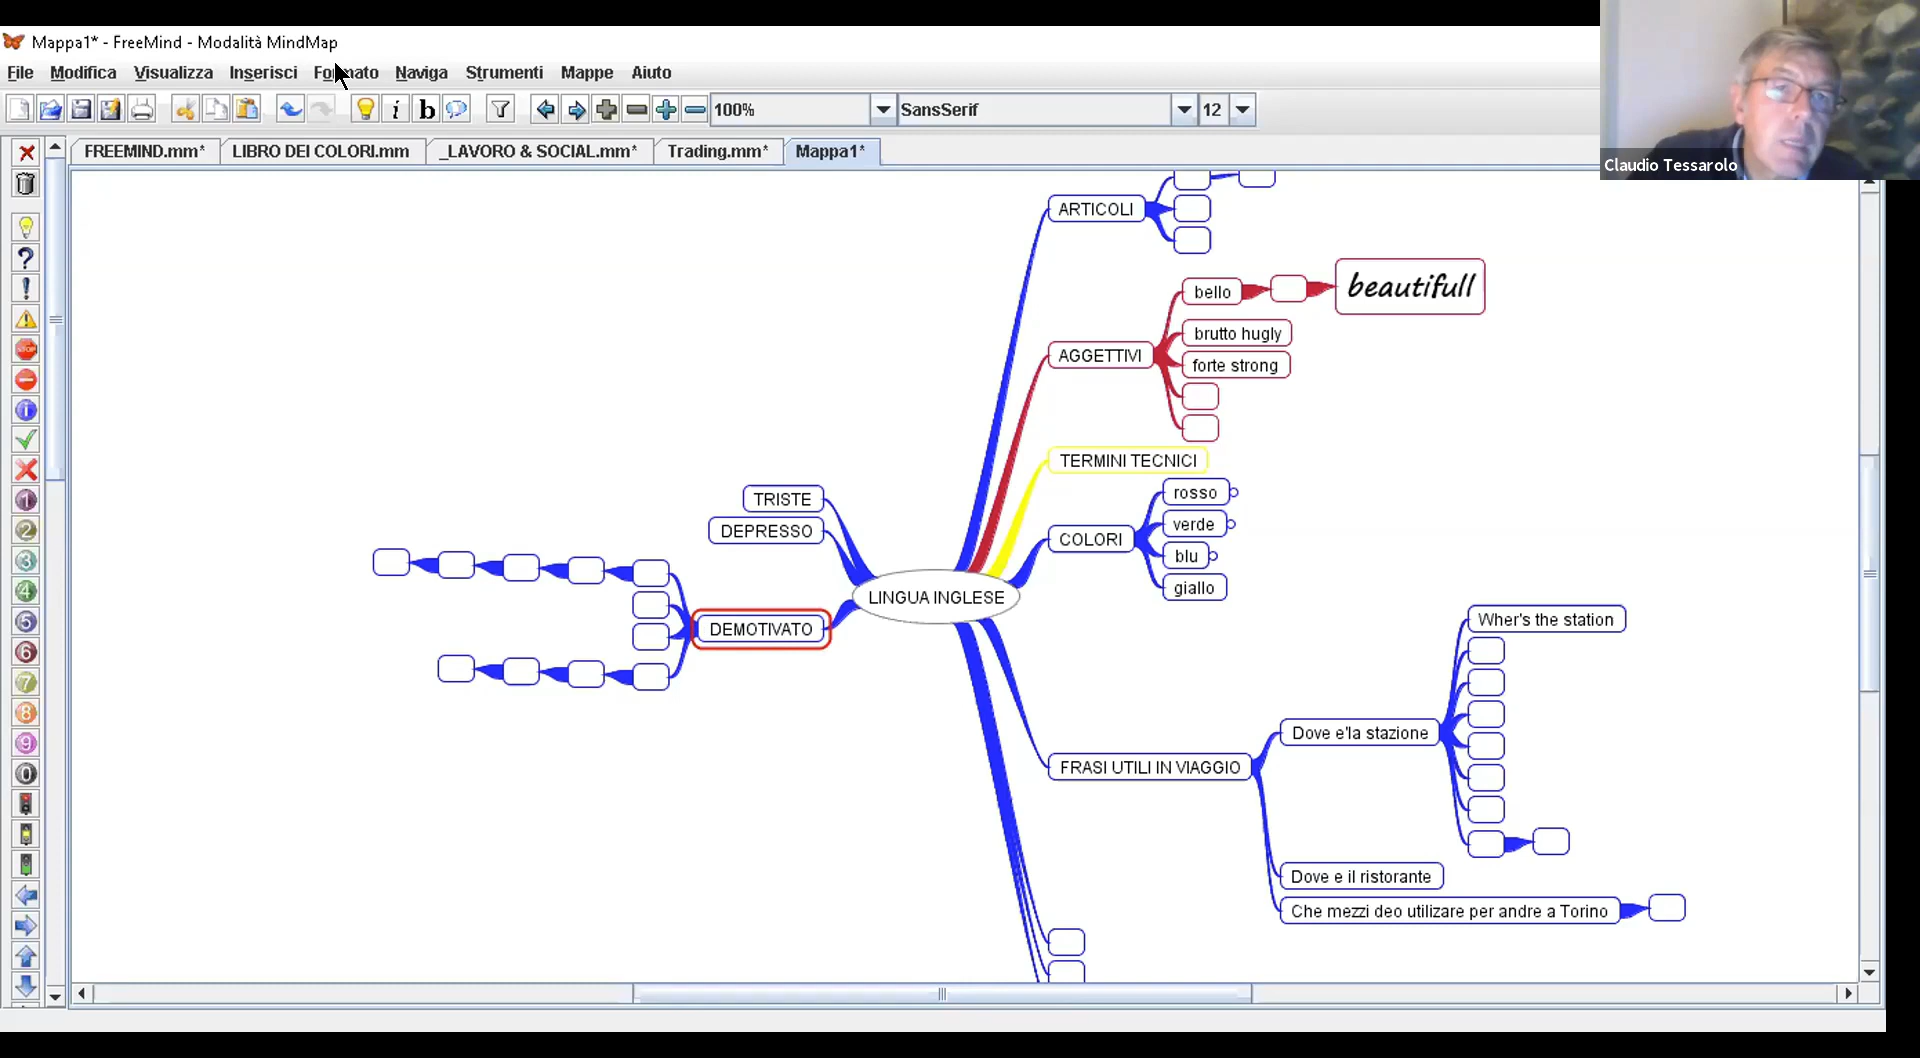 Mappa1* - FreeMind - Modalità MindMap
File Modifica Visualizza Inserisci Formato Naviga Strumenti Mappe Aiuto
100% SansSerif 12
FREEMIND.mm* LIBRO DEI COLORI.mm _LAVORO & SOCIAL.mm* Trading.mm* Mappa1*
Claudio Tessarolo
ARTICOLI
bello
beautifull
brutto hugly
AGGETTIVI
forte strong
TERMINI TECNICI
rosso
verde
COLORI
blu
giallo
TRISTE
DEPRESSO
LINGUA INGLESE
DEMOTIVATO
Wher's the station
Dove e'la stazione
FRASI UTILI IN VIAGGIO
Dove e il ristorante
Che mezzi deo utilizare per andre a Torino